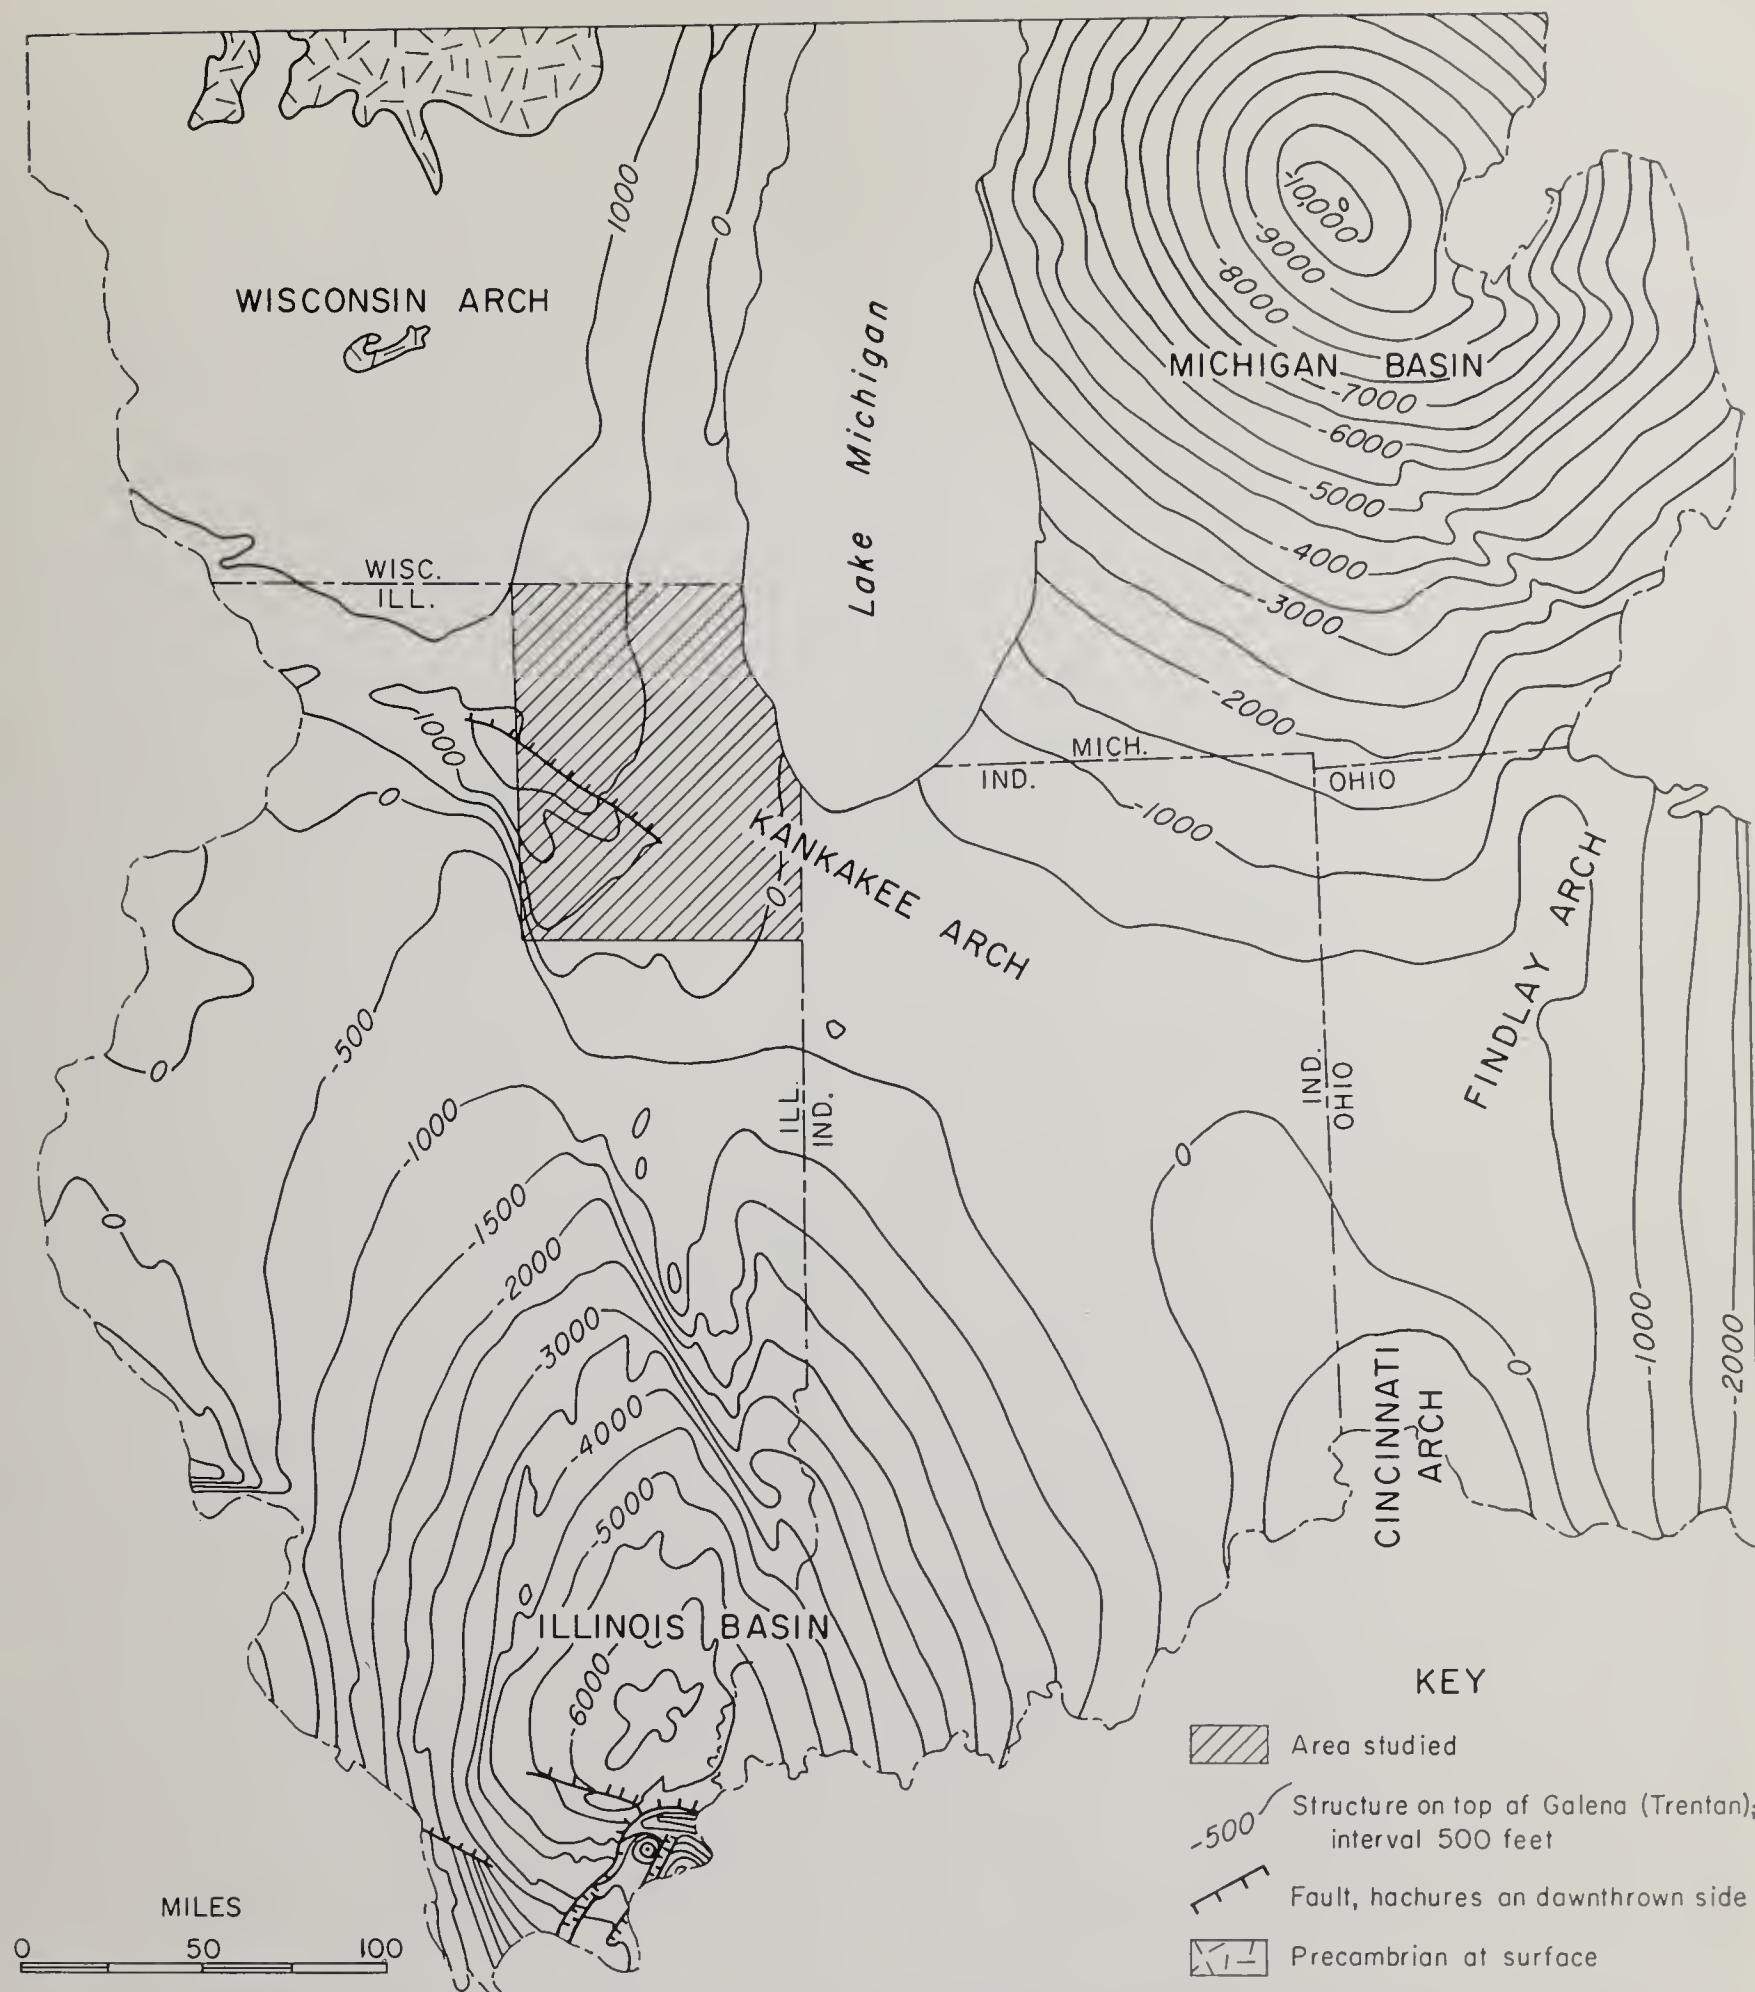 1000
0
-10,000
-9000
-8000
WISCONSIN ARCH
Lake Michigan
MICHIGAN BASIN
-7000
-6000
-5000
-4000
WISC.
ILL.
-3000
-2000
1000
MICH.
IND.
OHIO
0
-1000
KANKAKEE ARCH
0
FINDLAY ARCH
-500
0
IND.
OHIO
ILL.
IND.
-1000
0
0
-1500
-2000
-3000
-1000
-2000
0
-4000
CINCINNATI
ARCH
-5000
ILLINOIS BASIN
-6000
KEY
Area studied
-500
Structure on top of Galena (Trenton);
interval 500 feet
Fault, hachures on downthrown side
Precambrian at surface
MILES
0 50 100